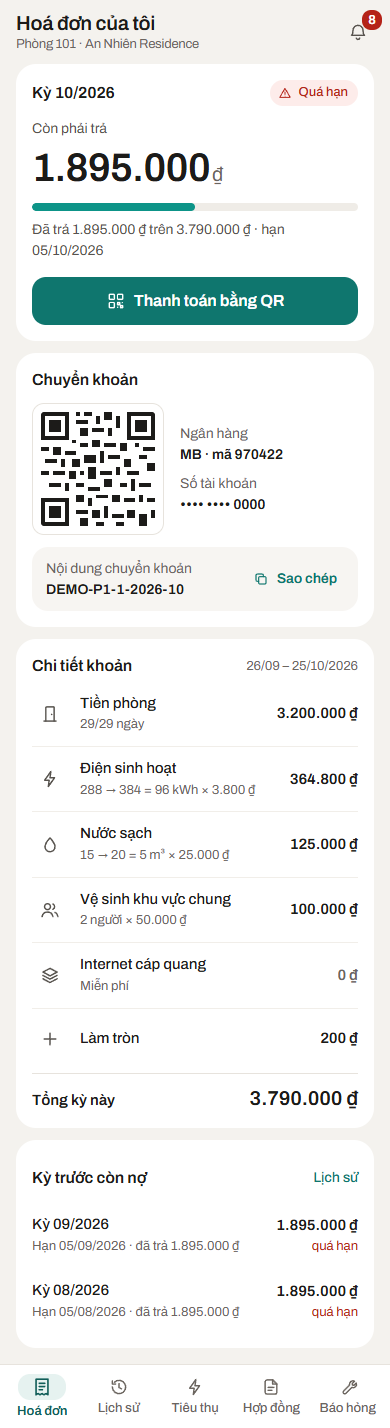 Hoá đơn của tôi
8
Phòng 101 · An Nhiên Residence
Kỳ 10/2026
Quá hạn
Còn phải trả
1.895.000 ₫
Đã trả 1.895.000 ₫ trên 3.790.000 ₫ · hạn
05/10/2026
Thanh toán bằng QR
Chuyển khoản
Ngân hàng
MB · mã 970422
Số tài khoản
•••• •••• 0000
Nội dung chuyển khoản
DEMO-P1-1-2026-10
Sao chép
Chi tiết khoản
26/09 – 25/10/2026
Tiền phòng
29/29 ngày
3.200.000 ₫
Điện sinh hoạt
288 → 384 = 96 kWh × 3.800 ₫
364.800 ₫
Nước sạch
15 → 20 = 5 m³ × 25.000 ₫
125.000 ₫
Vệ sinh khu vực chung
2 người × 50.000 ₫
100.000 ₫
Internet cáp quang
Miễn phí
0 ₫
Làm tròn
200 ₫
Tổng kỳ này
3.790.000 ₫
Kỳ trước còn nợ
Lịch sử
Kỳ 09/2026
1.895.000 ₫
Hạn 05/09/2026 · đã trả 1.895.000 ₫
quá hạn
Kỳ 08/2026
1.895.000 ₫
Hạn 05/08/2026 · đã trả 1.895.000 ₫
quá hạn
Hoá đơn
Lịch sử
Tiêu thụ
Hợp đồng
Báo hỏng